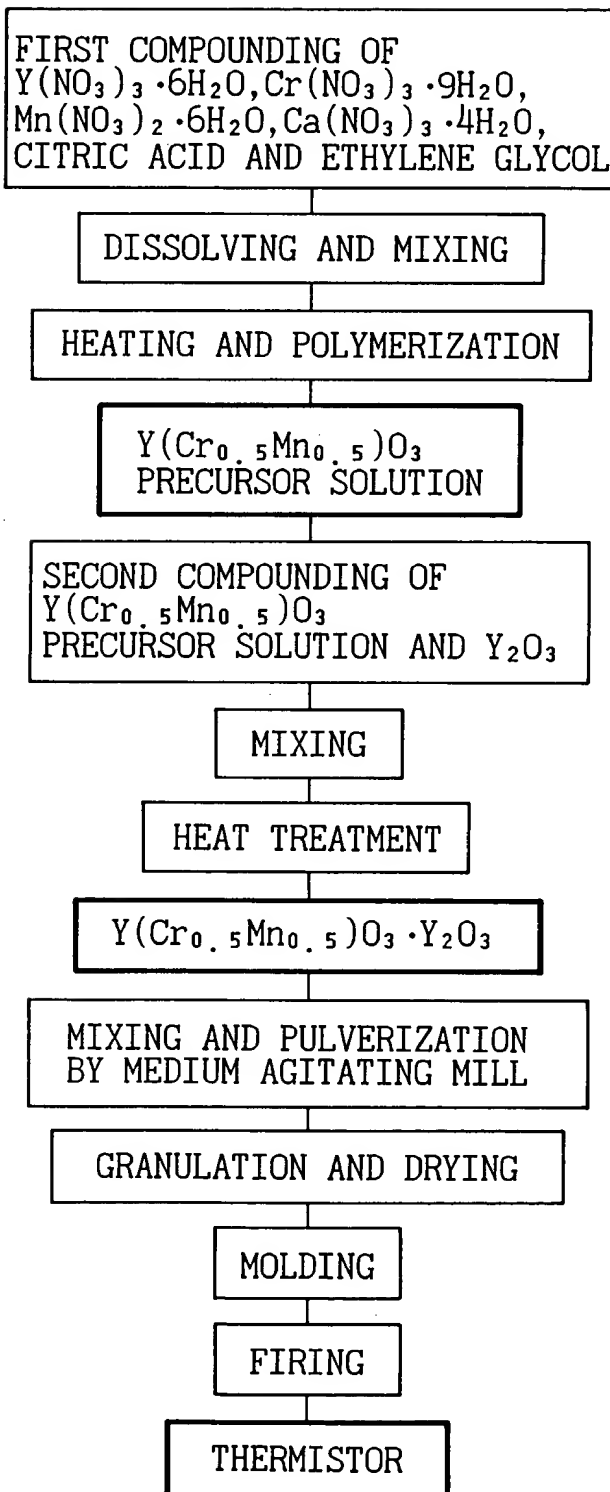 FIRST COMPOUNDING OF
Y(NO₃)₃·6H₂O,Cr(NO₃)₃·9H₂O,
Mn(NO₃)₂·6H₂O,Ca(NO₃)₃·4H₂O,
CITRIC ACID AND ETHYLENE GLYCOL
DISSOLVING AND MIXING
HEATING AND POLYMERIZATION
Y(Cr₀.₅Mn₀.₅)O₃
PRECURSOR SOLUTION
SECOND COMPOUNDING OF
Y(Cr₀.₅Mn₀.₅)O₃
PRECURSOR SOLUTION AND Y₂O₃
MIXING
HEAT TREATMENT
Y(Cr₀.₅Mn₀.₅)O₃·Y₂O₃
MIXING AND PULVERIZATION
BY MEDIUM AGITATING MILL
GRANULATION AND DRYING
MOLDING
FIRING
THERMISTOR